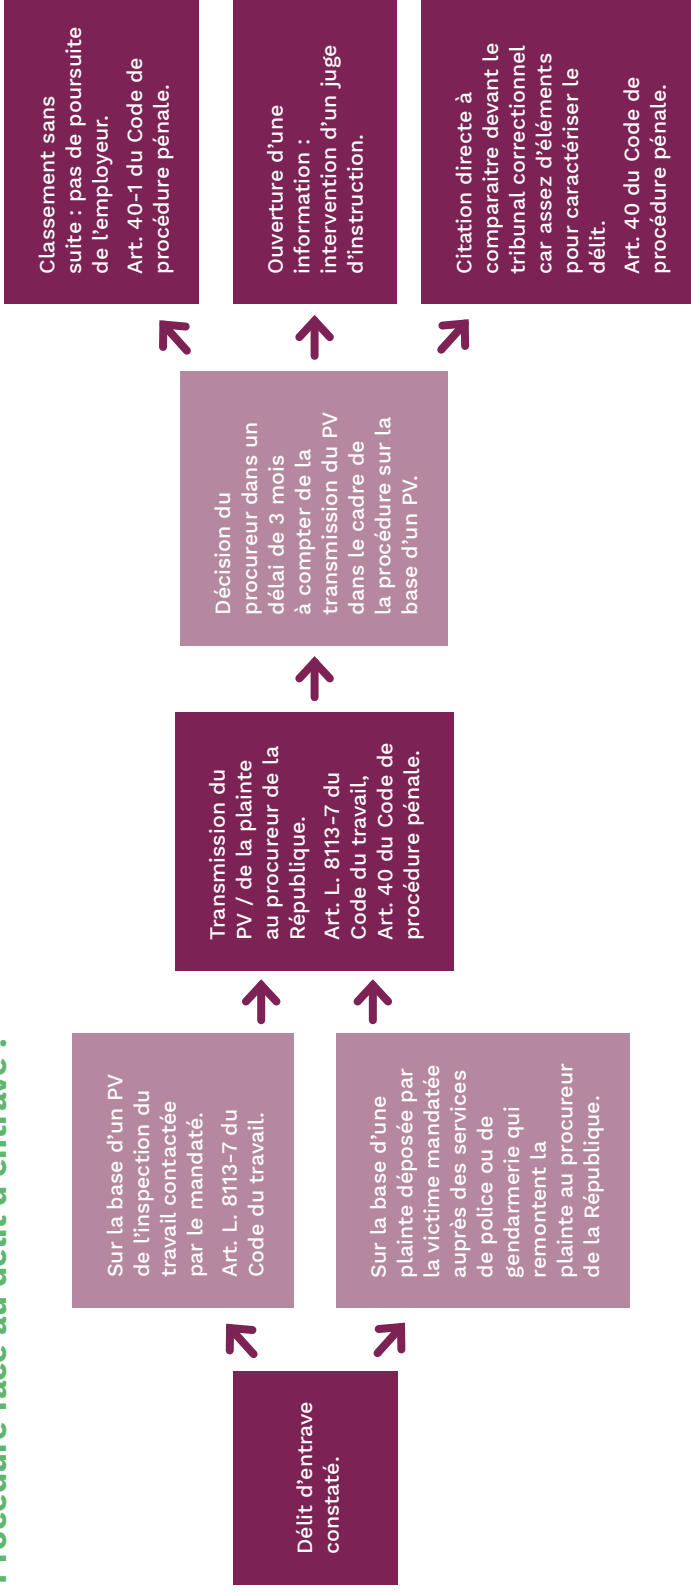 Procédure face au délit d'entrave :
Délit d'entrave
constaté.
Sur la base d'un PV
de l'inspection du
travail contactée
par le mandaté.
Art. L. 8113-7 du
Code du travail.
Sur la base d'une
plainte déposée par
la victime mandatée
auprès des services
de police ou de
gendarmerie qui
remontent la
plainte au procureur
de la République.
Transmission du
PV / de la plainte
au procureur de la
République.
Art. L. 8113-7 du
Code du travail,
Art. 40 du Code de
procédure pénale.
Décision du
procureur dans un
délai de 3 mois
à compter de la
transmission du PV
dans le cadre de
la procédure sur la
base d'un PV.
Classement sans
suite : pas de poursuite
de l'employeur.
Art. 40-1 du Code de
procédure pénale.
Ouverture d'une
information :
intervention d'un juge
d'instruction.
Citation directe à
comparaitre devant le
tribunal correctionnel
car assez d'éléments
pour caractériser le
délit.
Art. 40 du Code de
procédure pénale.